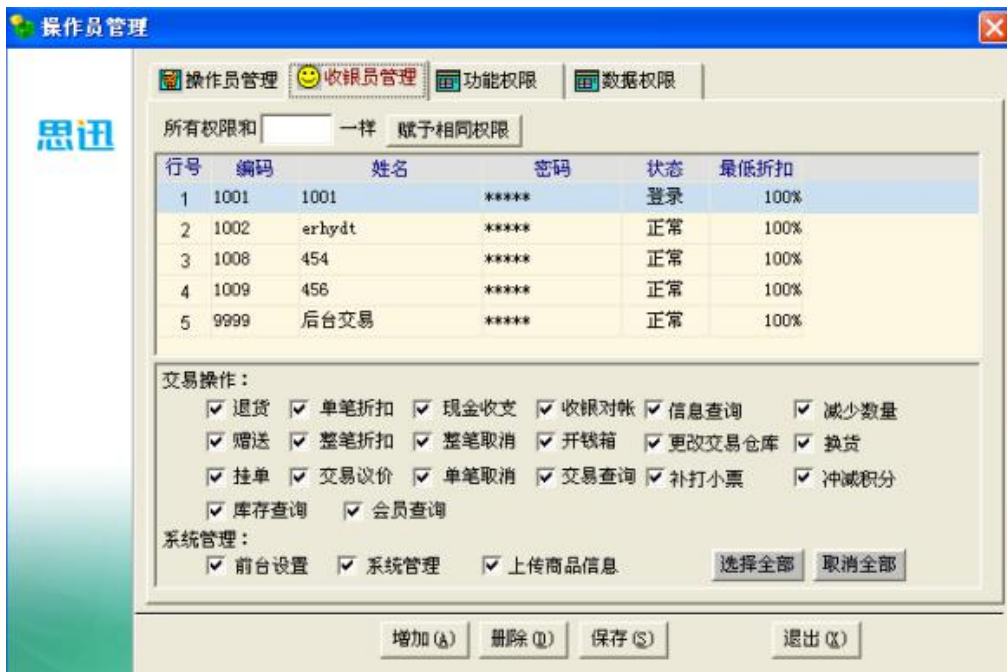 操作员管理
操作员管理 收银员管理 功能权限 数据权限
思迅
所有权限和 一样 赋予相同权限
行号 编码 姓名 密码 状态 最低折扣
1 1001 1001 ***** 登录 100%
2 1002 erhydt ***** 正常 100%
3 1008 454 ***** 正常 100%
4 1009 456 ***** 正常 100%
5 9999 后台交易 ***** 正常 100%
交易操作：
退货 单笔折扣 现金收支 收银对帐 信息查询 减少数量
赠送 整笔折扣 整笔取消 开钱箱 更改交易仓库 换货
挂单 交易议价 单笔取消 交易查询 补打小票 冲减积分
库存查询 会员查询
系统管理：
前台设置 系统管理 上传商品信息 选择全部 取消全部
增加(A) 删除(D) 保存(S) 退出(X)